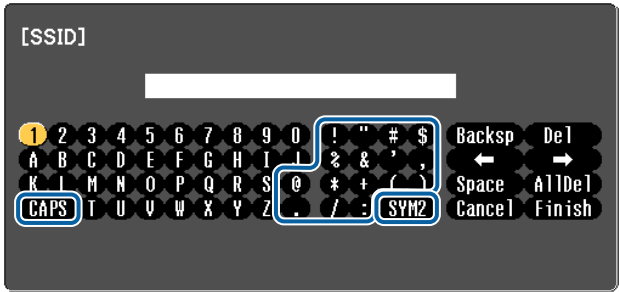 [SSID]
1 2 3 4 5 6 7 8 9 0 ! " # $ Backsp Del
A B C D E F G H I J % & ' , ← →
K L M N O P Q R S @ * + ( ) Space AllDel
CAPS T U V W X Y Z - . / : SYM2 Cancel Finish